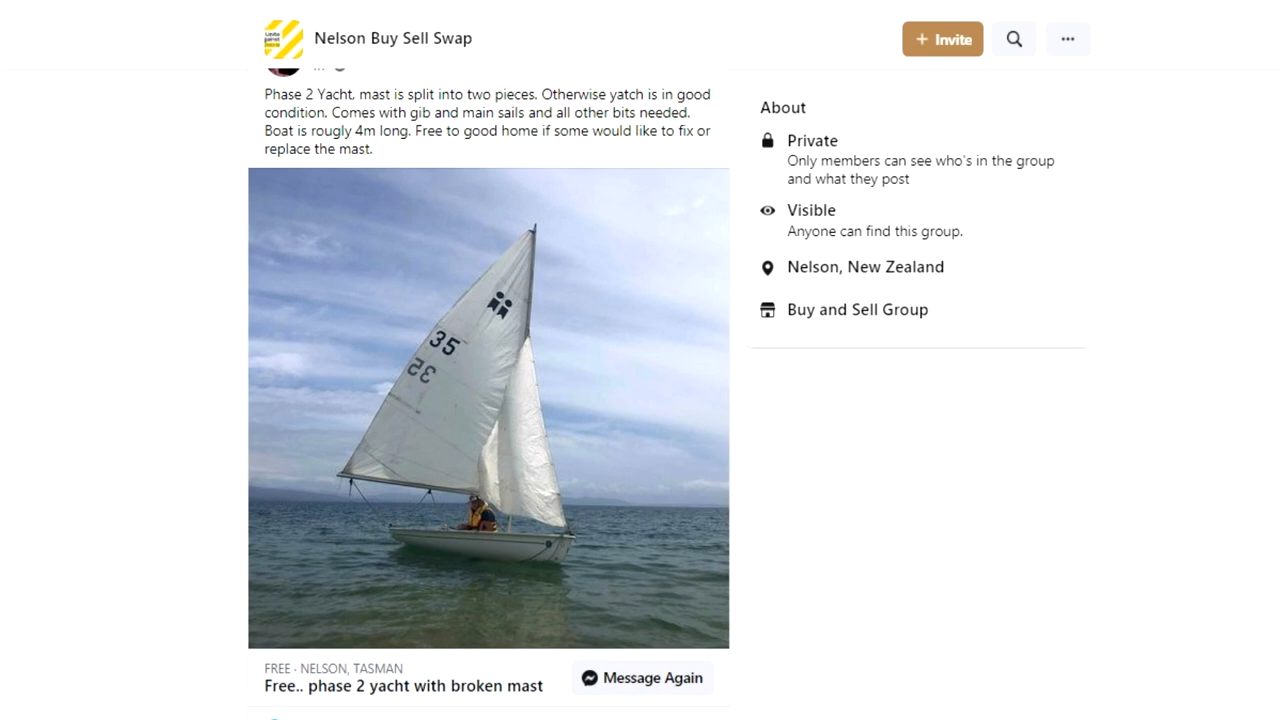 Nelson Buy Sell Swap
+ Invite
Phase 2 Yacht, mast is split into two pieces. Otherwise yatch is in good
condition. Comes with gib and main sails and all other bits needed.
Boat is rougly 4m long. Free to good home if some would like to fix or
replace the mast.
35
35
FREE · NELSON, TASMAN
Free.. phase 2 yacht with broken mast
Message Again
About
Private
Only members can see who's in the group
and what they post
Visible
Anyone can find this group.
Nelson, New Zealand
Buy and Sell Group